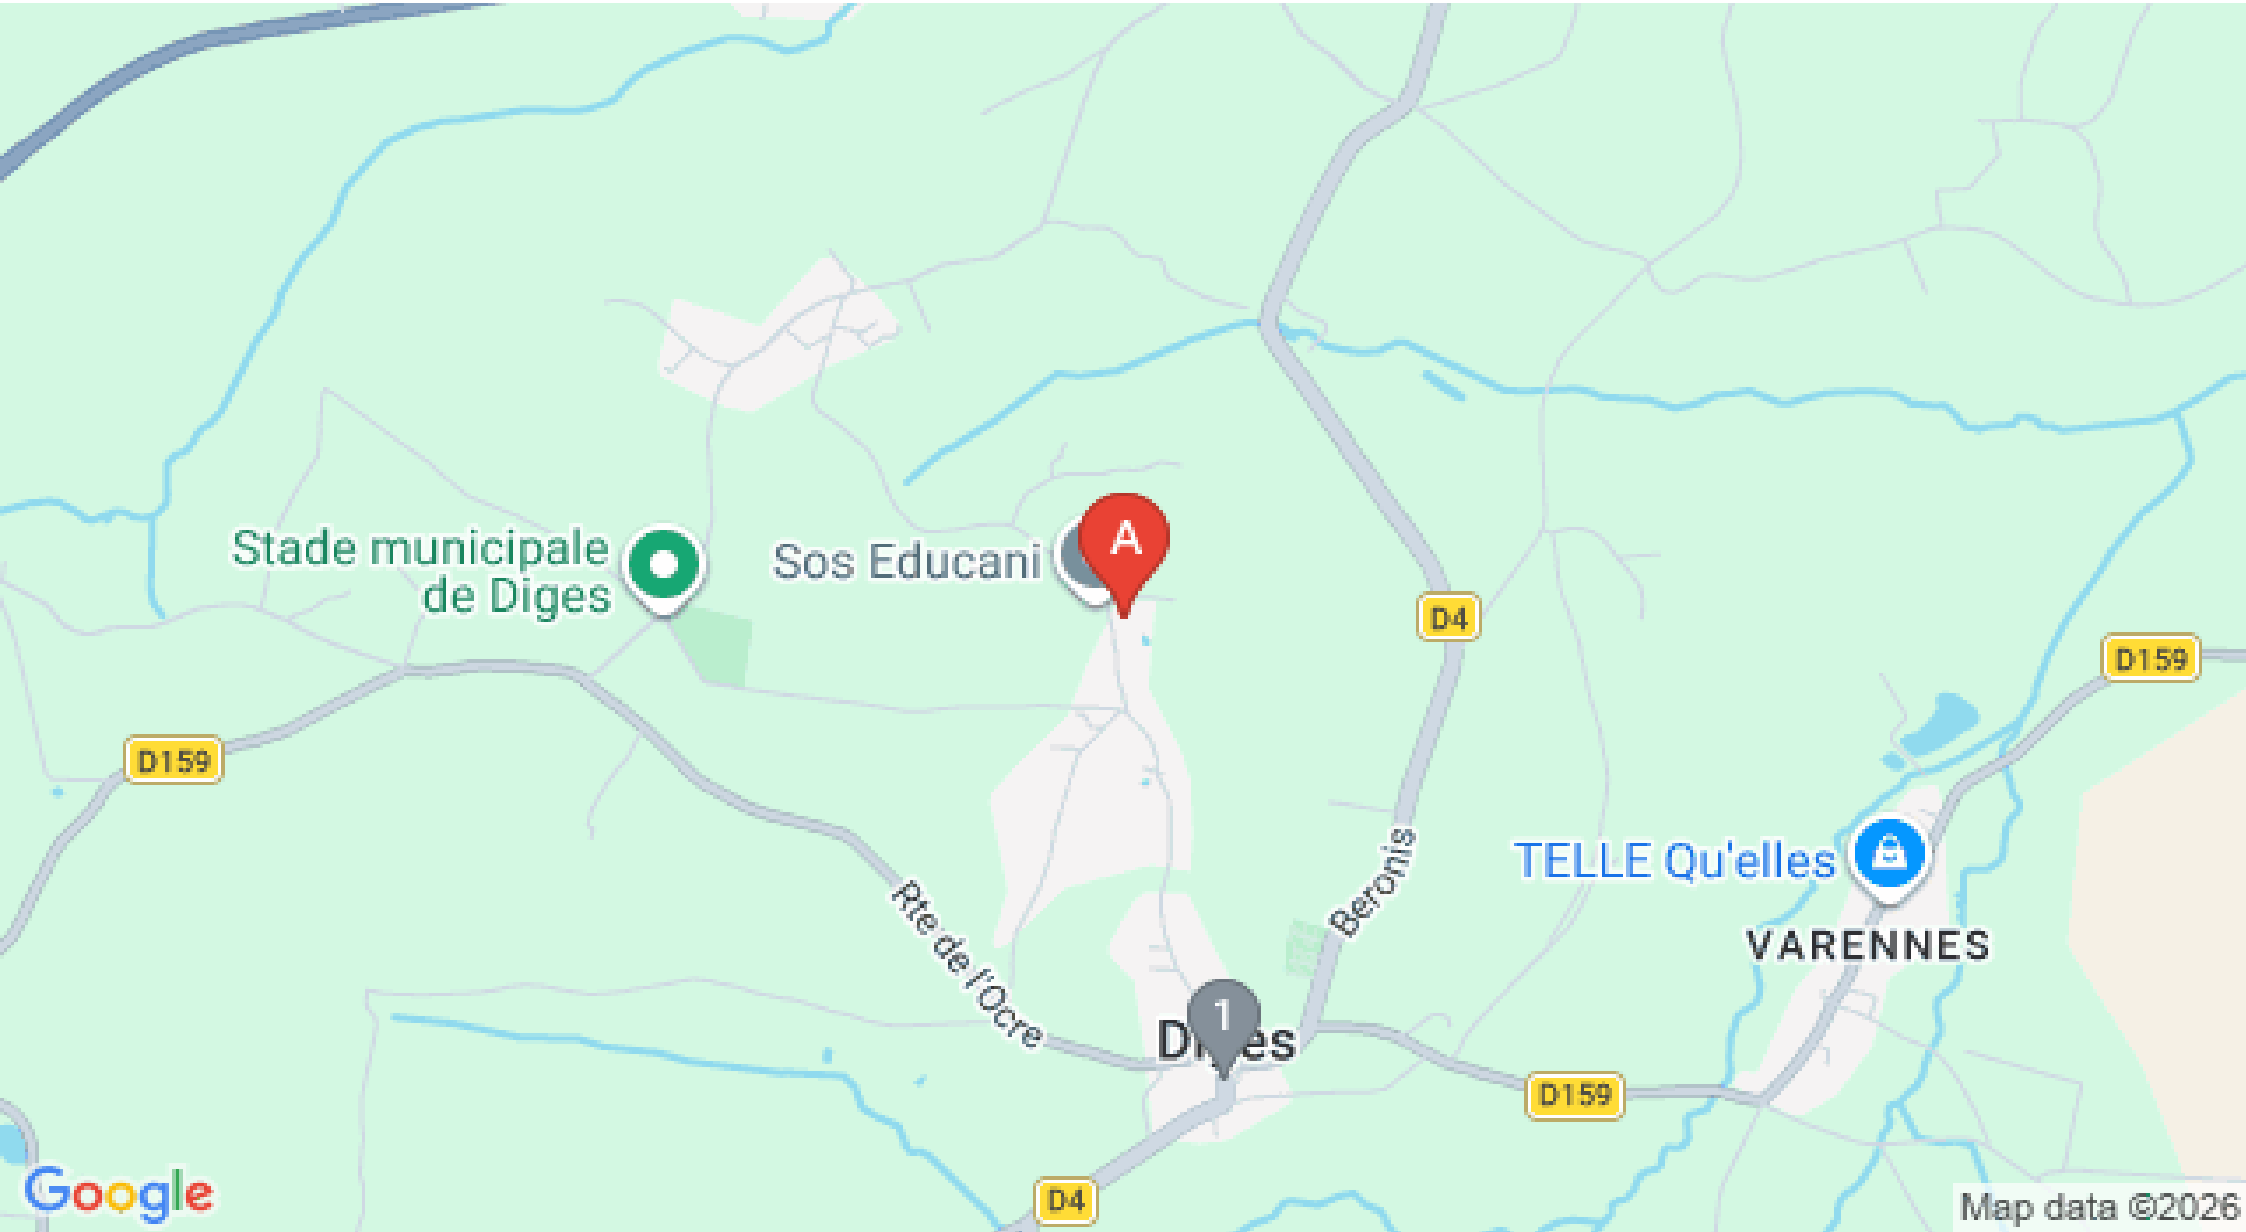 Stade municipale
de Diges
Sos Educani
A
D4
D159
D159
Beronis
TELLE Qu'elles
Rte de l'Ocre
VARENNES
1
D159
D4
Google
Map data ©2026